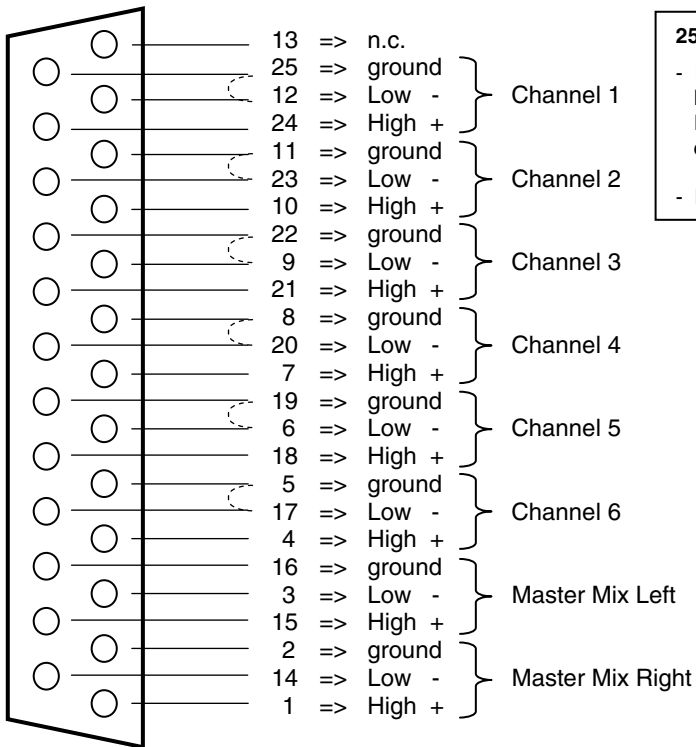 13 => n.c.
25 => ground
12 => Low -
24 => High +
Channel 1
11 => ground
23 => Low -
10 => High +
Channel 2
22 => ground
9 => Low -
21 => High +
Channel 3
8 => ground
20 => Low -
7 => High +
Channel 4
19 => ground
6 => Low -
18 => High +
Channel 5
5 => ground
17 => Low -
4 => High +
Channel 6
16 => ground
3 => Low -
15 => High +
Master Mix Left
2 => ground
14 => Low -
1 => High +
Master Mix Right
25
-
-